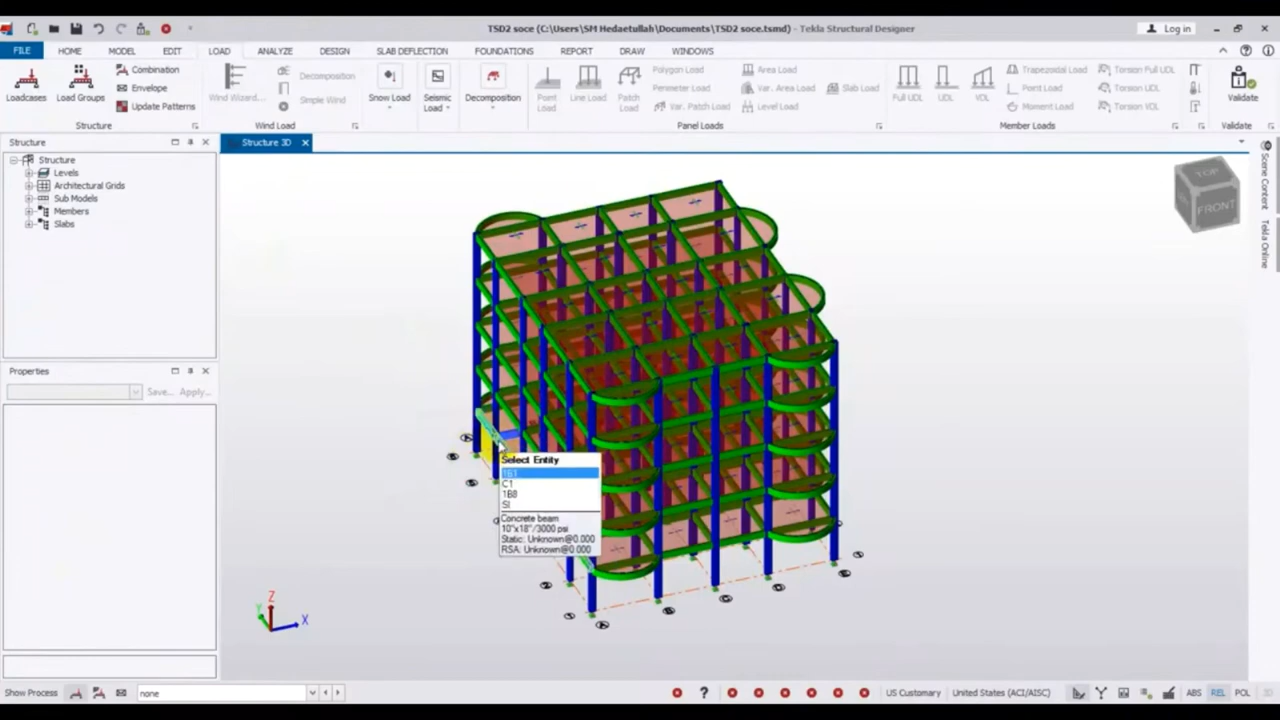 TSD2 soce (C:\Users\SM Hedaetullah\Documents\TSD2 soce.tsmd) - Tekla Structural Designer
Log in
FILE HOME MODEL EDIT LOAD ANALYZE DESIGN SLAB DEFLECTION FOUNDATIONS REPORT DRAW WINDOWS
Loadcases
Load Groups
Combination
Envelope
Update Patterns
Structure
Wind Wizard...
Decomposition
Simple Wind
Wind Load
Snow Load
Seismic Load
Decomposition
Point Load
Line Load
Patch Load
Polygon Load
Perimeter Load
Var. Patch Load
Area Load
Var. Area Load
Level Load
Slab Load
Panel Loads
Full UDL
UDL
VDL
Trapezoidal Load
Point Load
Moment Load
Torsion Full UDL
Torsion UDL
Torsion VDL
Member Loads
Validate
Validate
Structure
Structure
Levels
Architectural Grids
Sub Models
Members
Slabs
Properties
Save... Apply...
Structure 3D
TOP
FRONT
Scene Content
Tekla Online
Select Entity
1B1
C1
1B8
SI
Concrete beam
10"x18"/3000 psi
Static: Unknown@0.000
RSA: Unknown@0.000
Z
Y
X
Show Process
none
US Customary
United States (ACI/AISC)
ABS REL POL